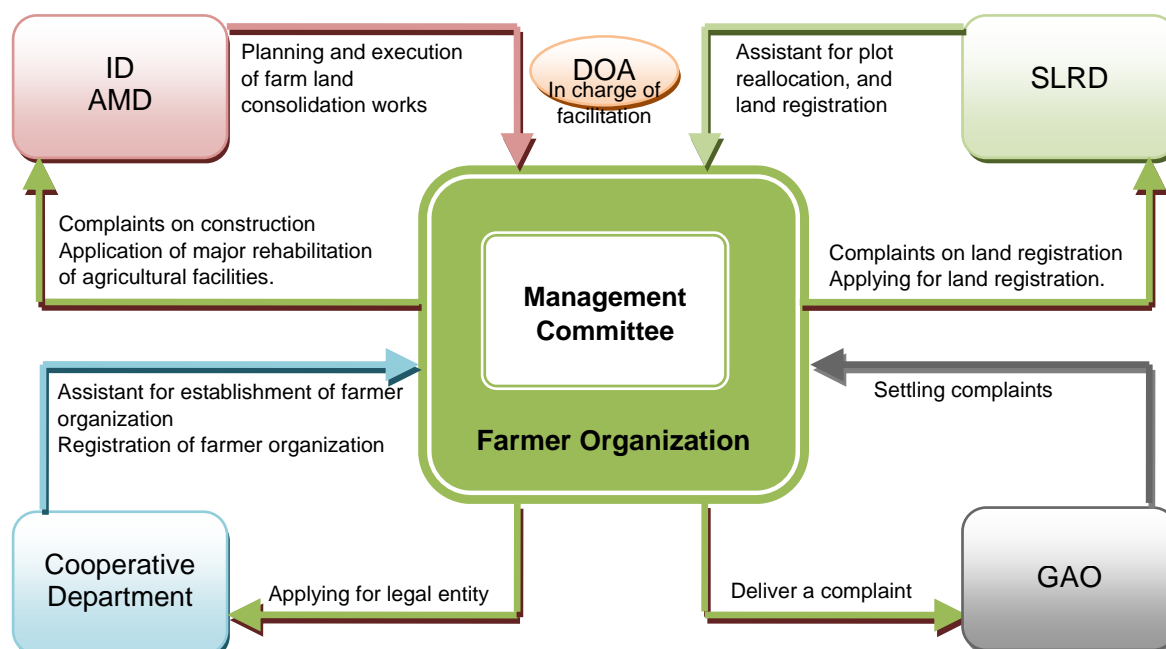 ID
AMD
Planning and execution
of farm land
consolidation works
DOA
In charge of
facilitation
Assistant for plot
reallocation, and
land registration
SLRD
Complaints on construction
Application of major rehabilitation
of agricultural facilities.
Complaints on land registration
Applying for land registration.
Management
Committee
Farmer Organization
Assistant for establishment of farmer
organization
Registration of farmer organization
Settling complaints
Cooperative
Department
Applying for legal entity
Deliver a complaint
GAO